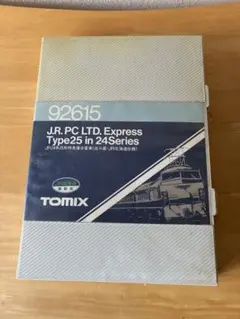 92615
J.R. PC LTD. Express
Type25 in 24Series
TOMIX